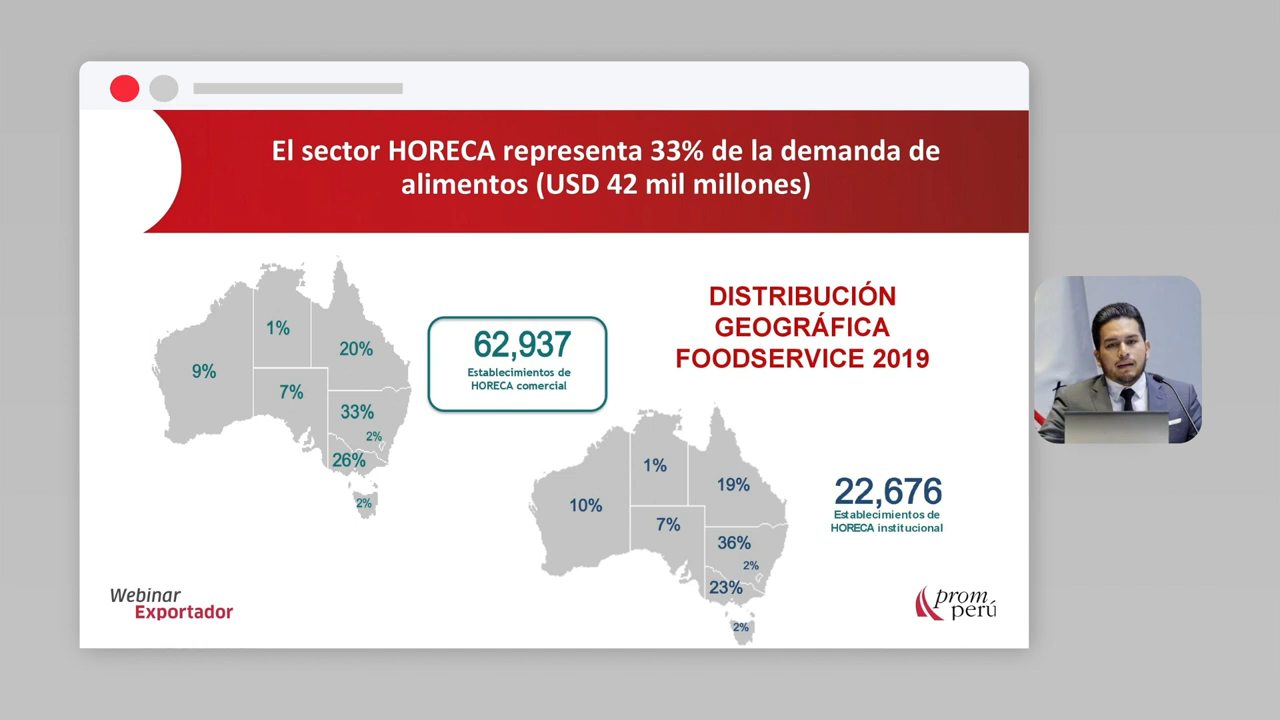 El sector HORECA representa 33% de la demanda de
alimentos (USD 42 mil millones)
DISTRIBUCIÓN
GEOGRÁFICA
FOODSERVICE 2019
62,937
Establecimientos de
HORECA comercial
1%
20%
9%
7%
33%
2%
26%
2%
22,676
Establecimientos de
HORECA institucional
1%
19%
10%
7%
36%
2%
23%
2%
Webinar
Exportador
prom
perú